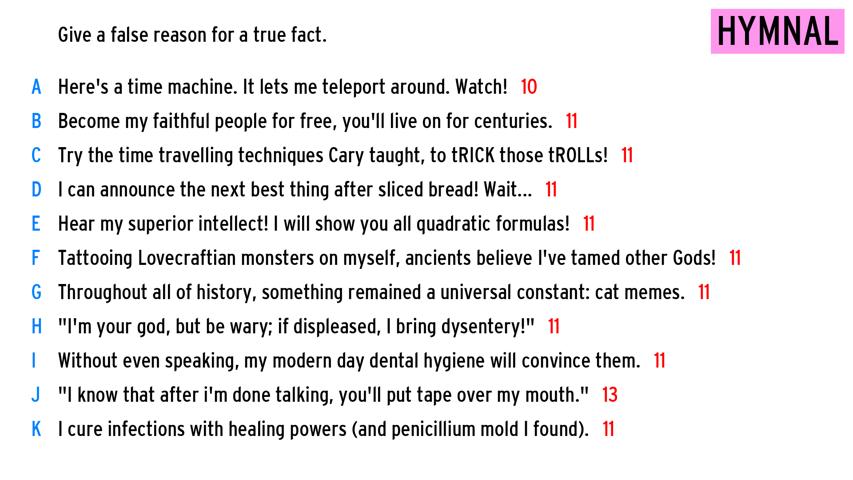 Give a false reason for a true fact.
HYMNAL
A Here's a time machine. It lets me teleport around. Watch! 10
B Become my faithful people for free, you'll live on for centuries. 11
C Try the time travelling techniques Cary taught, to tRICK those tROLLs! 11
D I can announce the next best thing after sliced bread! Wait... 11
E Hear my superior intellect! I will show you all quadratic formulas! 11
F Tattooing Lovecraftian monsters on myself, ancients believe I've tamed other Gods! 11
G Throughout all of history, something remained a universal constant: cat memes. 11
H "I'm your god, but be wary; if displeased, I bring dysentery!" 11
I Without even speaking, my modern day dental hygiene will convince them. 11
J "I know that after i'm done talking, you'll put tape over my mouth." 13
K I cure infections with healing powers (and penicillium mold I found). 11